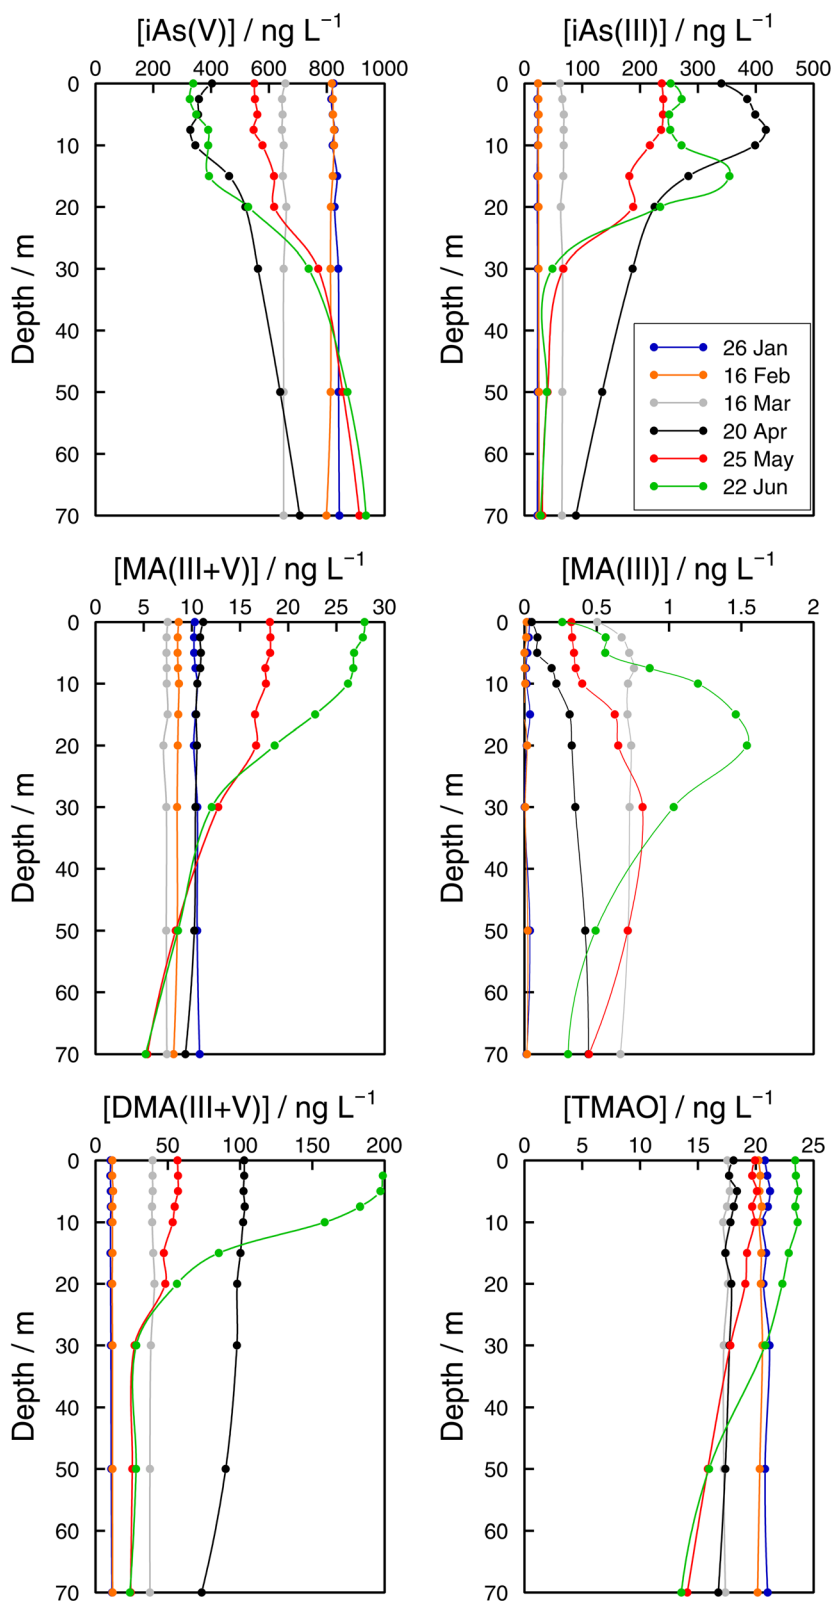 [iAs(V)] / ng L⁻¹
[iAs(III)] / ng L⁻¹
0 200 400 600 800 1000
0 100 200 300 400 500
0
10
20
30
40
50
60
70
Depth / m
0
10
20
30
40
50
60
70
Depth / m
26 Jan
16 Feb
16 Mar
20 Apr
25 May
22 Jun
[MA(III+V)] / ng L⁻¹
[MA(III)] / ng L⁻¹
0 5 10 15 20 25 30
0 0.5 1 1.5 2
0
10
20
30
40
50
60
70
Depth / m
0
10
20
30
40
50
60
70
Depth / m
[DMA(III+V)] / ng L⁻¹
[TMAO] / ng L⁻¹
0 50 100 150 200
0 5 10 15 20 25
0
10
20
30
40
50
60
70
Depth / m
0
10
20
30
40
50
60
70
Depth / m